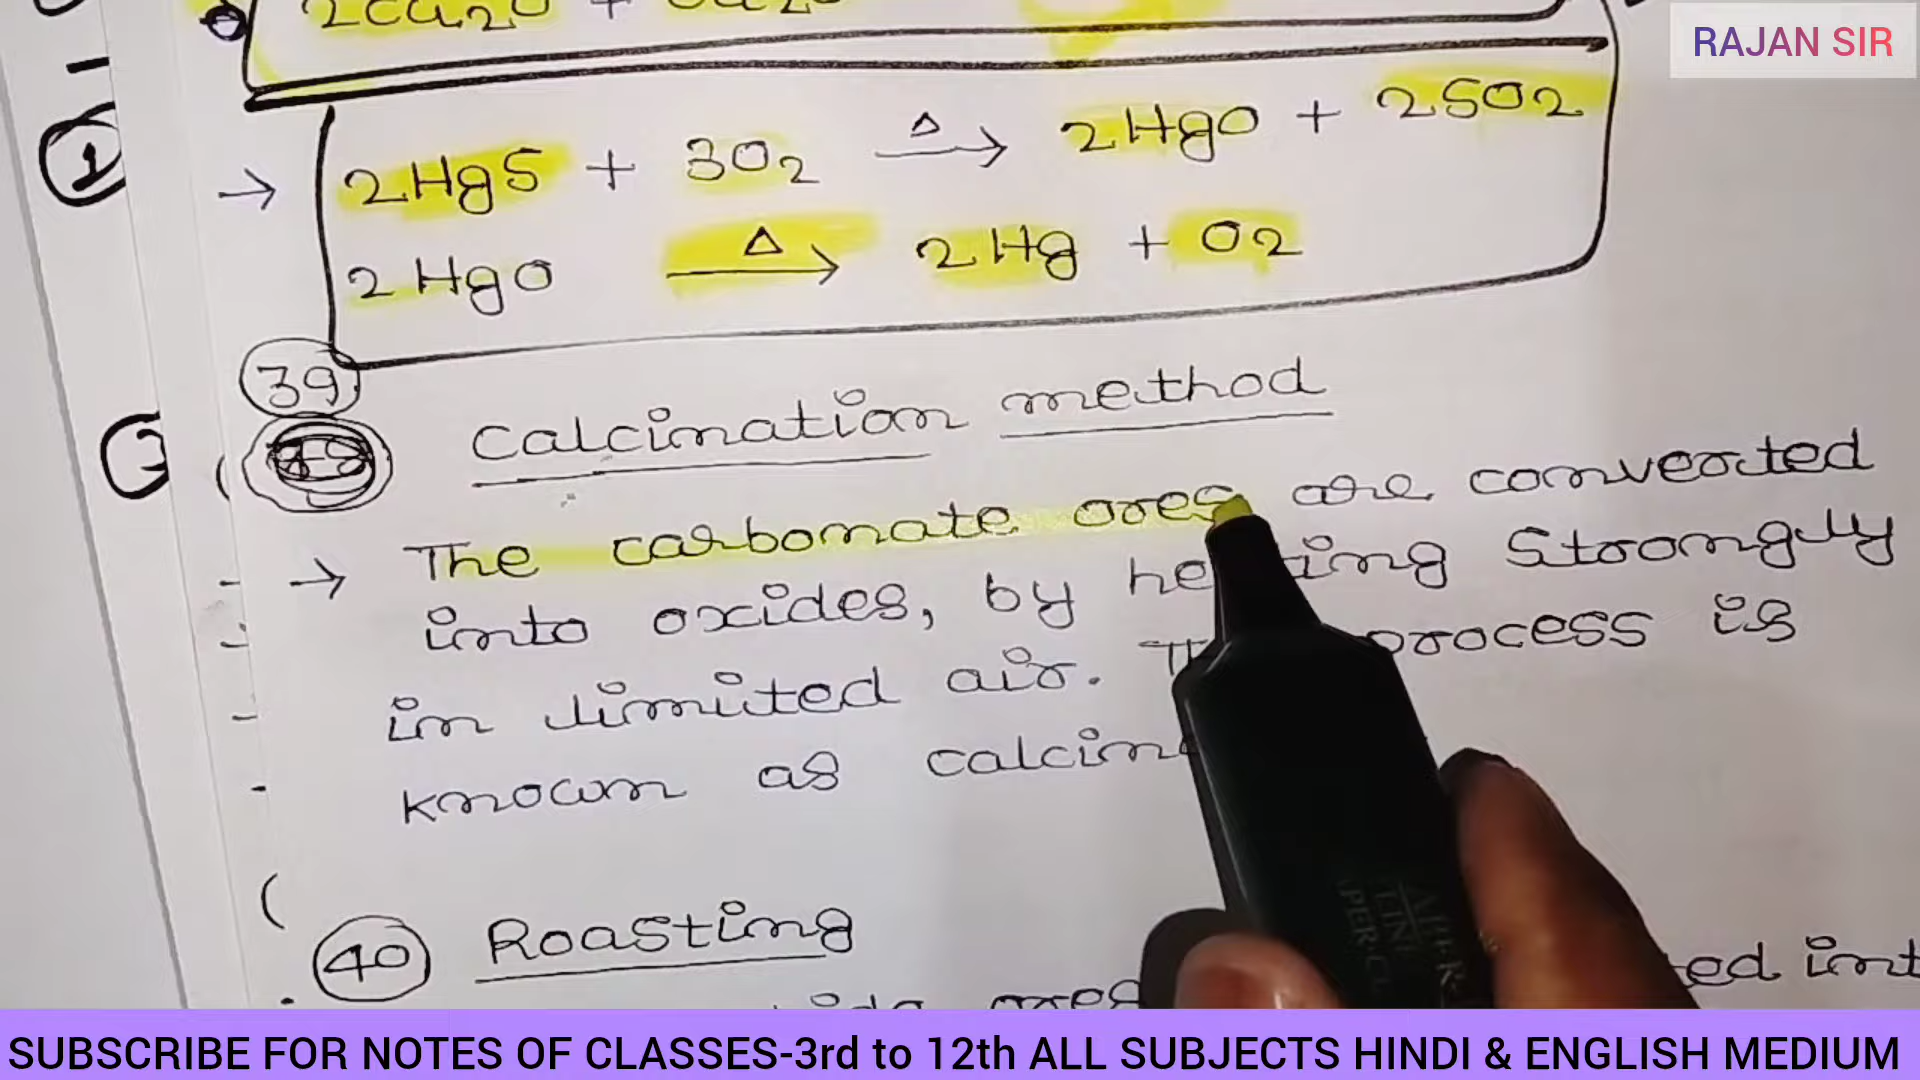 RAJAN SIR
2HgS + 3O2 Δ→ 2HgO + 2SO2
2HgO Δ→ 2Hg + O2
1
39
Calcination method
→ The carbonate ores are converted
into oxides, by heating Strongly
in limited air. process is
known as
40 Roasting
ores
SUBSCRIBE FOR NOTES OF CLASSES-3rd to 12th ALL SUBJECTS HINDI & ENGLISH MEDIUM